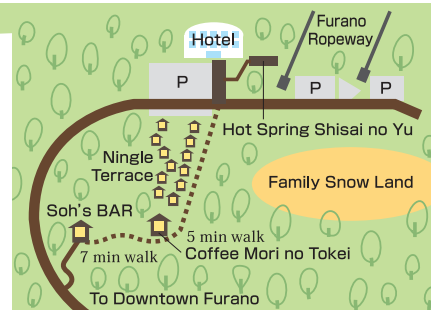 Furano
Ropeway
Hotel
P
P
P
Hot Spring Shisai no Yu
Ningle
Terrace
Family Snow Land
Soh's BAR
5 min walk
Coffee Mori no Tokei
7 min walk
To Downtown Furano